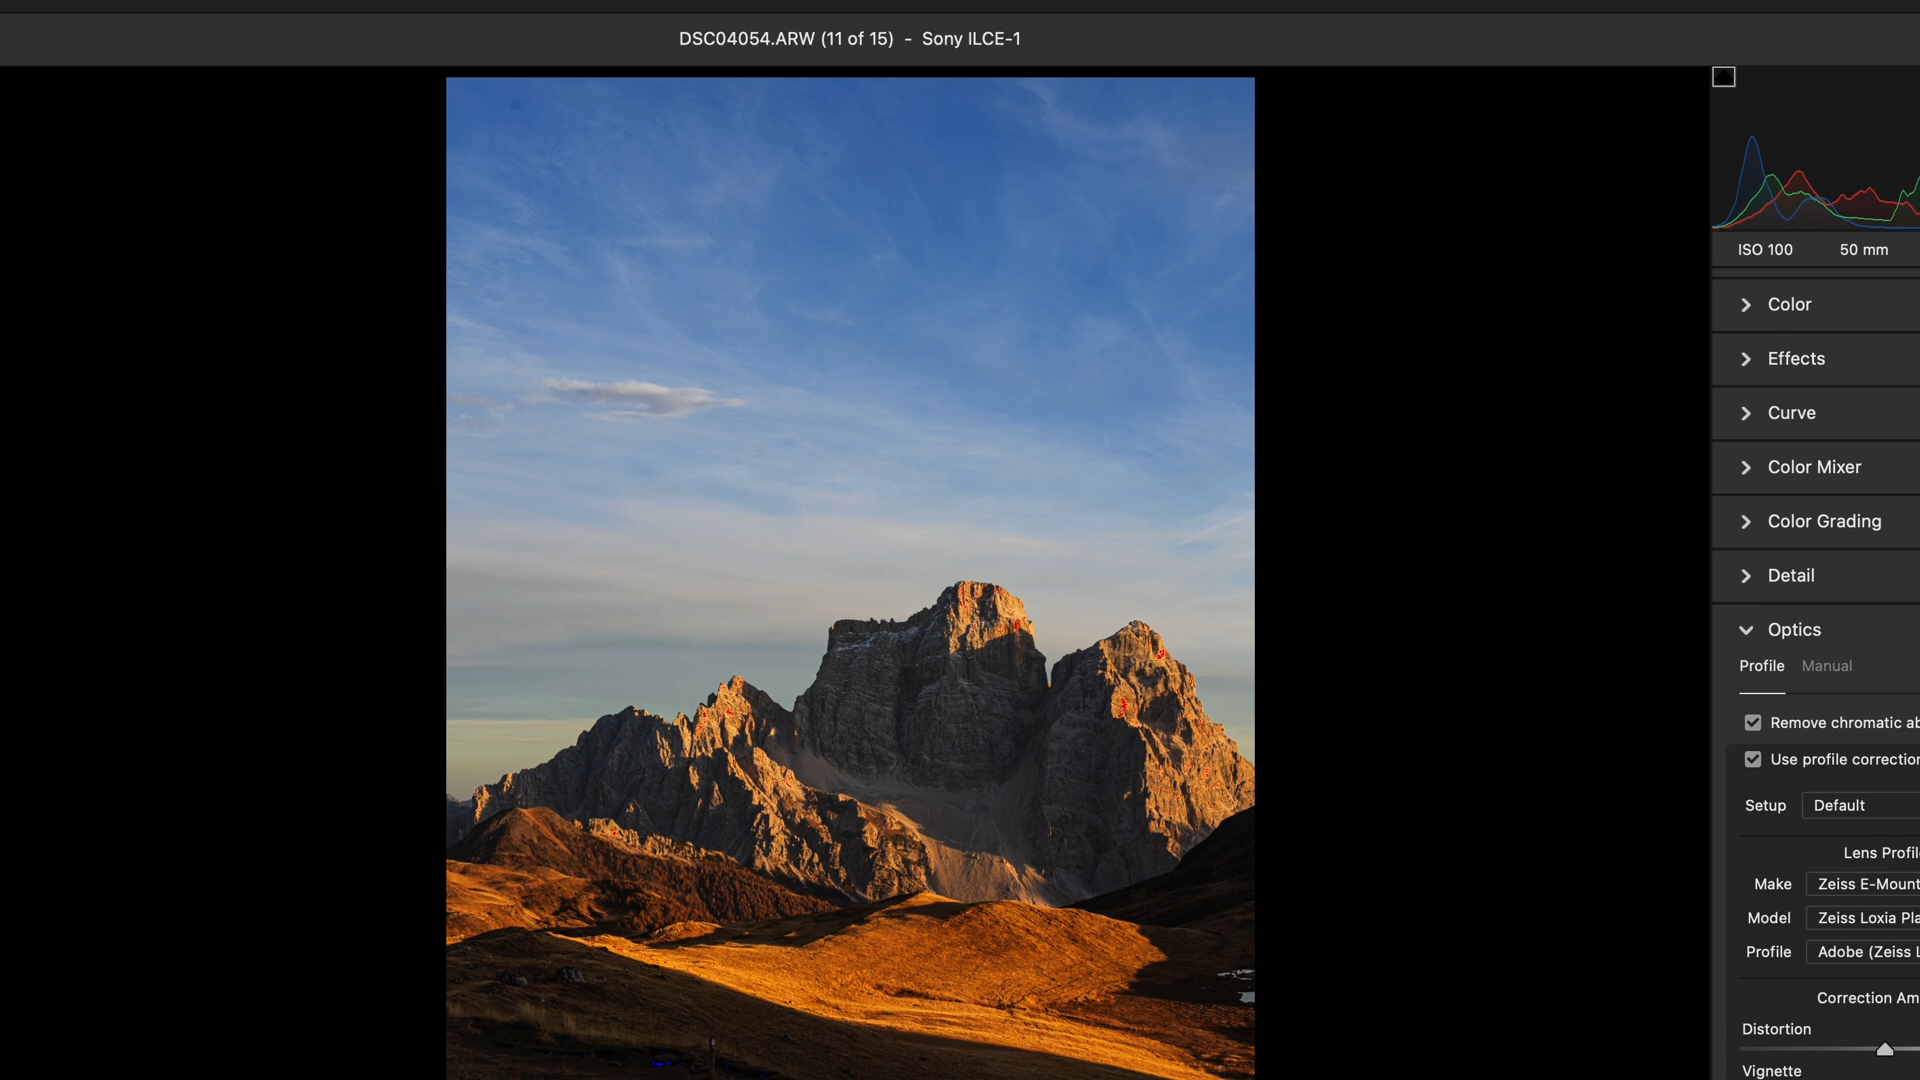 DSC04054.ARW (11 of 15) - Sony ILCE-1
ISO 100 50 mm
Color
Effects
Curve
Color Mixer
Color Grading
Detail
Optics
Profile Manual
Remove chromatic ab
Use profile correction
Setup Default
Lens Profile
Make Zeiss E-Mount
Model Zeiss Loxia Pla
Profile Adobe (Zeiss L
Correction Am
Distortion
Vignette